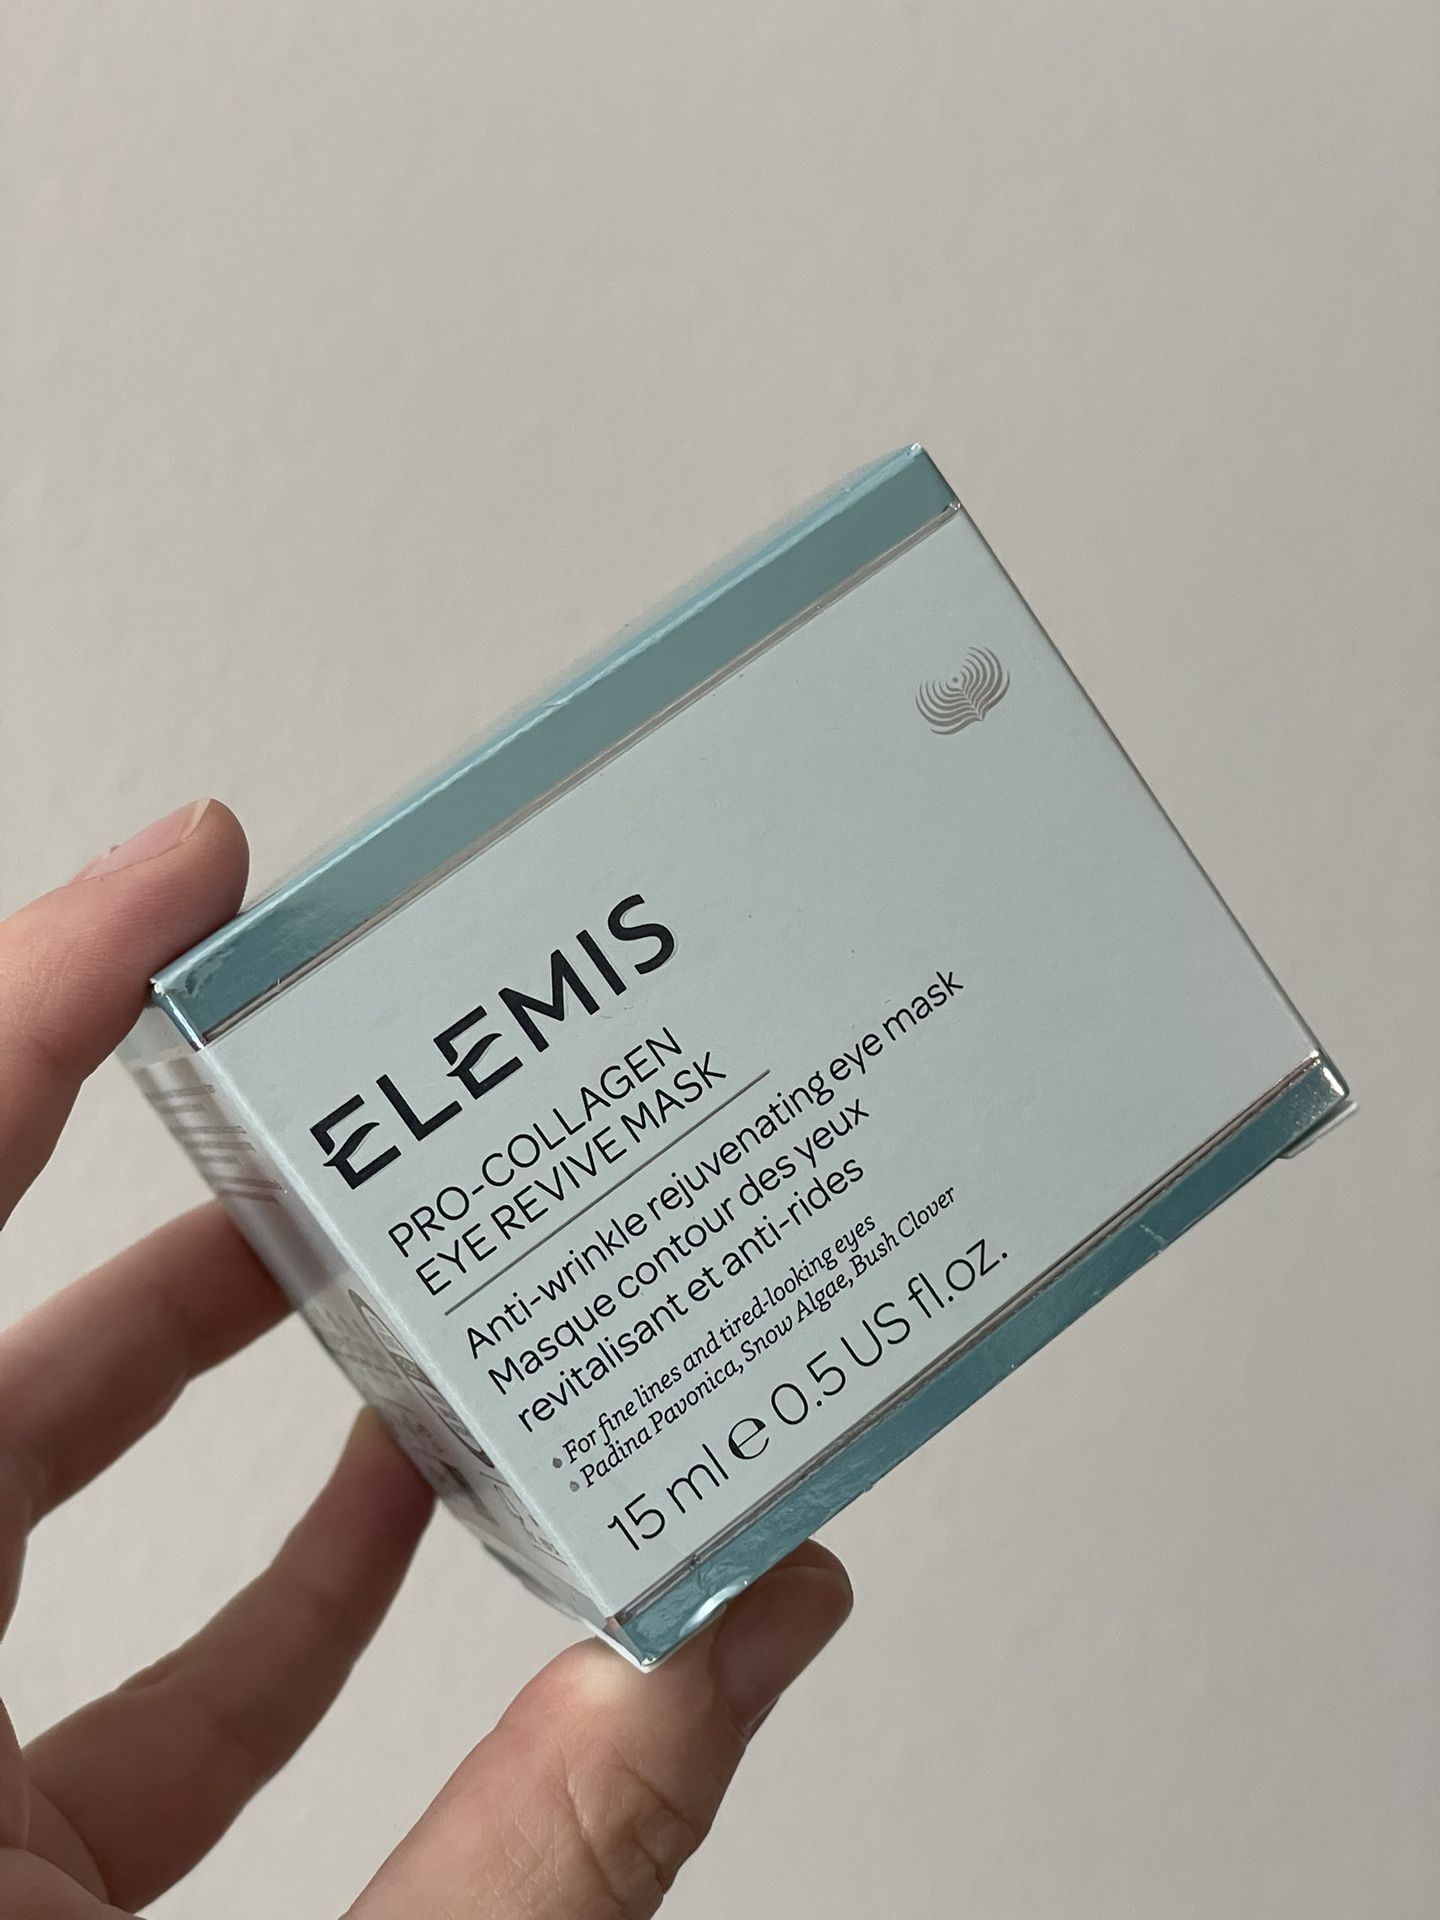 ELEMIS
PRO-COLLAGEN
EYE REVIVE MASK
Anti-wrinkle rejuvenating eye mask
Masque contour des yeux
revitalisant et anti-rides
• For fine lines and tired-looking eyes
• Padina Pavonica, Snow Algae, Bush Clover
15 ml ℮ 0.5 US fl.oz.